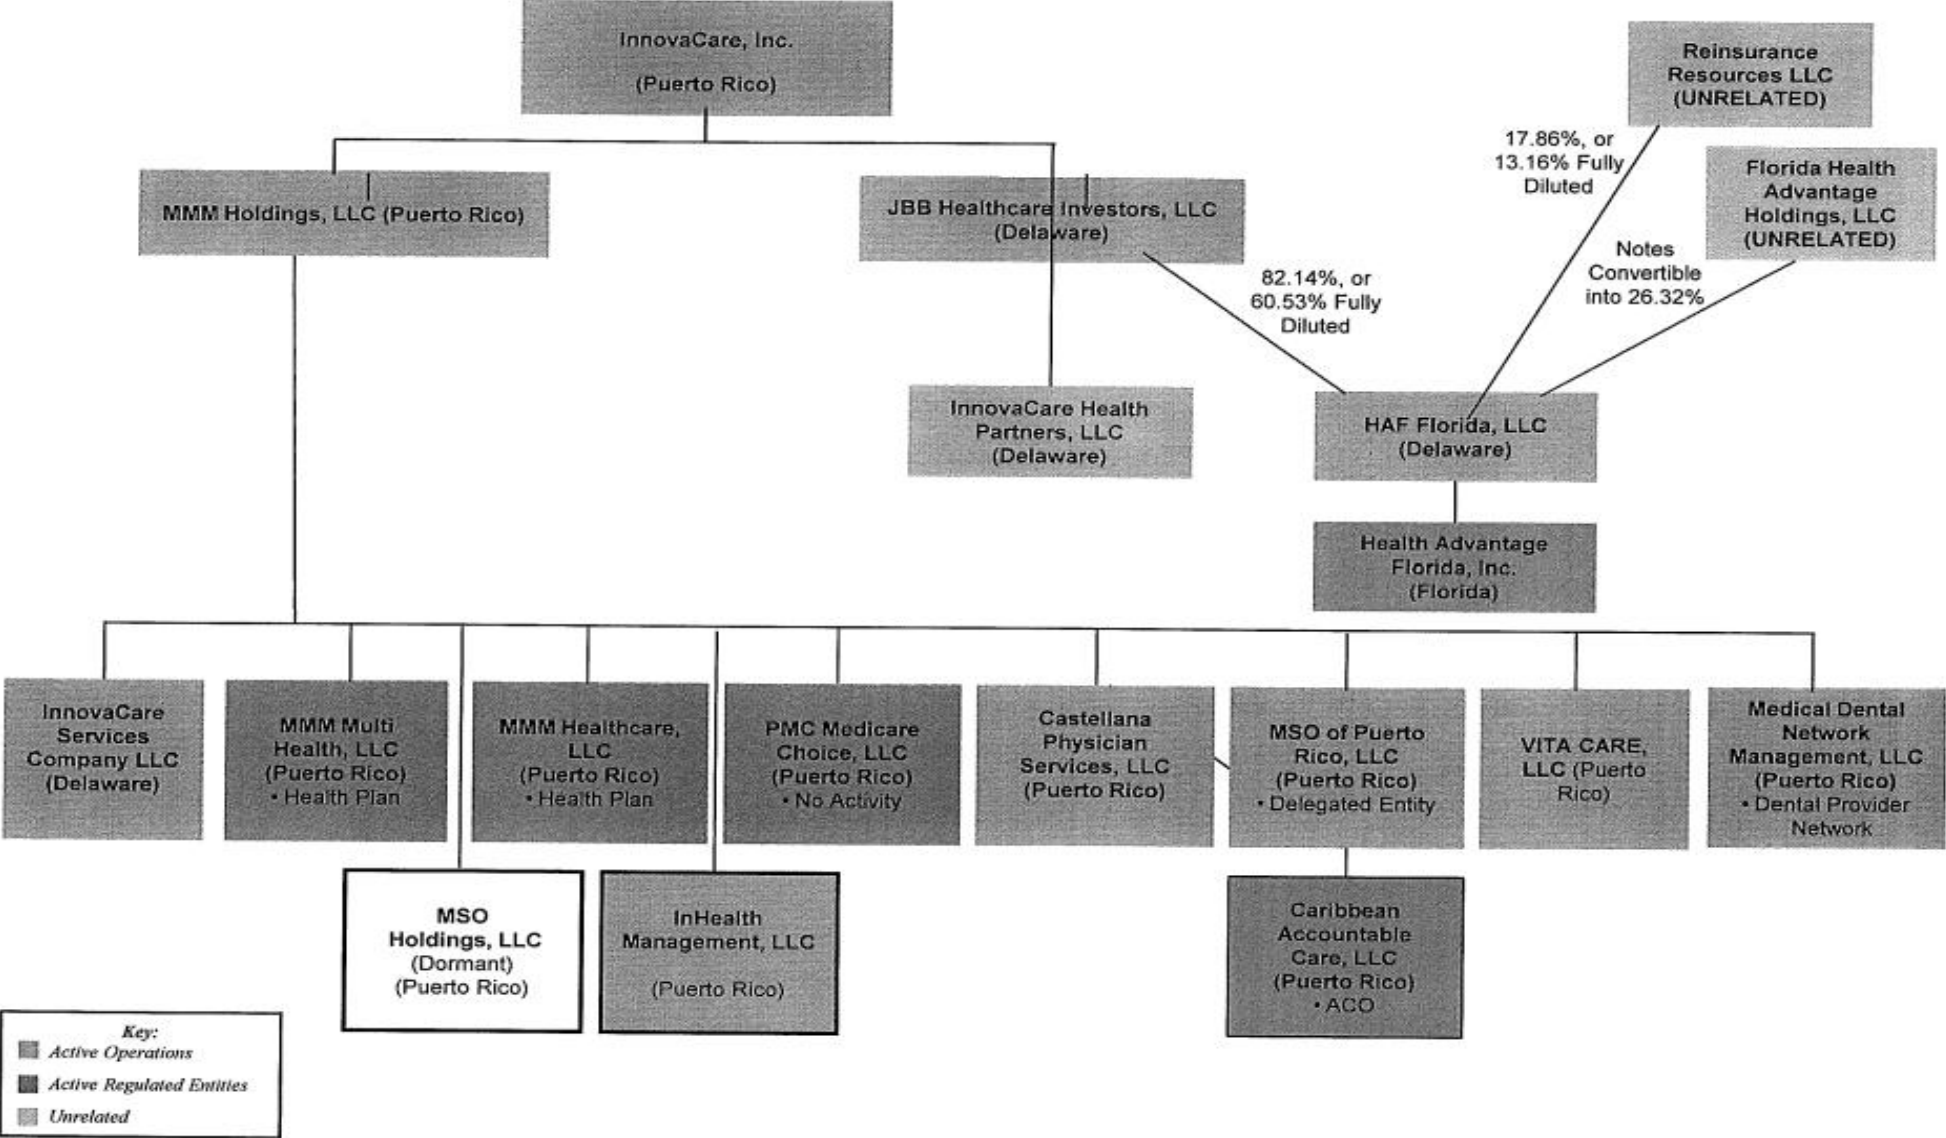 InnovaCare, Inc.
(Puerto Rico)
Reinsurance
Resources LLC
(UNRELATED)
17.86%, or
13.16% Fully
Diluted
Florida Health
Advantage
Holdings, LLC
(UNRELATED)
MMM Holdings, LLC (Puerto Rico)
JBB Healthcare Investors, LLC
(Delaware)
Notes
Convertible
into 26.32%
82.14%, or
60.53% Fully
Diluted
InnovaCare Health
Partners, LLC
(Delaware)
HAF Florida, LLC
(Delaware)
Health Advantage
Florida, Inc.
(Florida)
InnovaCare
Services
Company LLC
(Delaware)
MMM Multi
Health, LLC
(Puerto Rico)
• Health Plan
MMM Healthcare,
LLC
(Puerto Rico)
• Health Plan
PMC Medicare
Choice, LLC
(Puerto Rico)
• No Activity
Castellana
Physician
Services, LLC
(Puerto Rico)
MSO of Puerto
Rico, LLC
(Puerto Rico)
• Delegated Entity
VITA CARE,
LLC (Puerto
Rico)
Medical Dental
Network
Management, LLC
(Puerto Rico)
• Dental Provider
Network
MSO
Holdings, LLC
(Dormant)
(Puerto Rico)
InHealth
Management, LLC
(Puerto Rico)
Caribbean
Accountable
Care, LLC
(Puerto Rico)
• ACO
Key:
Active Operations
Active Regulated Entities
Unrelated